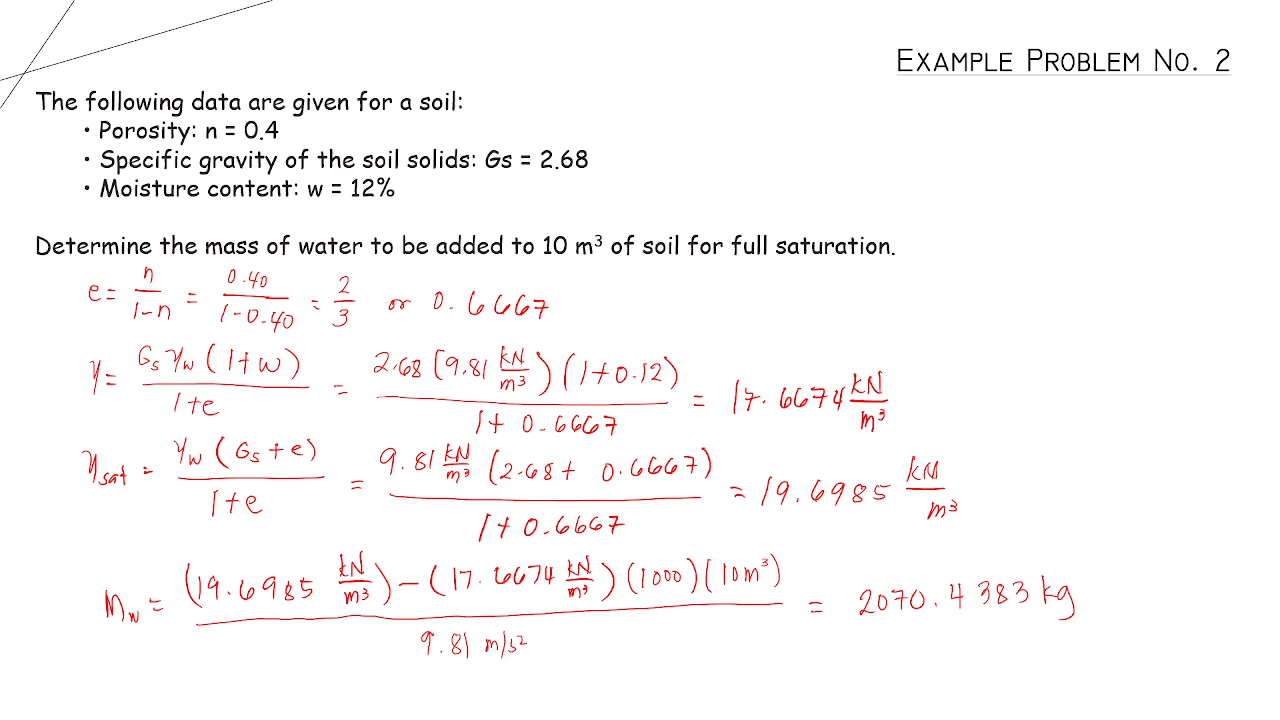 EXAMPLE PROBLEM NO. 2
The following data are given for a soil:
• Porosity: n = 0.4
• Specific gravity of the soil solids: Gs = 2.68
• Moisture content: w = 12%
Determine the mass of water to be added to 10 m³ of soil for full saturation.
e = n / 1-n = 0.40 / 1-0.40 = 2/3 or 0.6667
γ = Gs γw (1+w) / 1+e = 2.68 (9.81 kN/m³) (1+0.12) / 1+ 0.6667 = 17.6674 kN/m³
γsat = γw (Gs + e) / 1+e = 9.81 kN/m³ (2.68+ 0.6667) / 1+ 0.6667 = 19.6985 kN/m³
Mw = (19.6985 kN/m³) - (17.6674 kN/m³) (1000) (10m³) / 9.81 m/s² = 2070.4383 kg